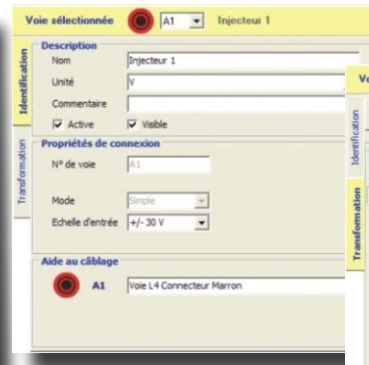 Voie sélectionnée A1 Injecteur 1
Identification
Transformation
Description
Nom Injecteur 1
Unité V
Commentaire
Active Visible
Propriétés de connexion
N° de voie A1
Mode Simple
Echelle d'entrée +/- 30 V
Aide au câblage
A1 Voie L4 Connecteur Marron
Vo
Identification
Transformation